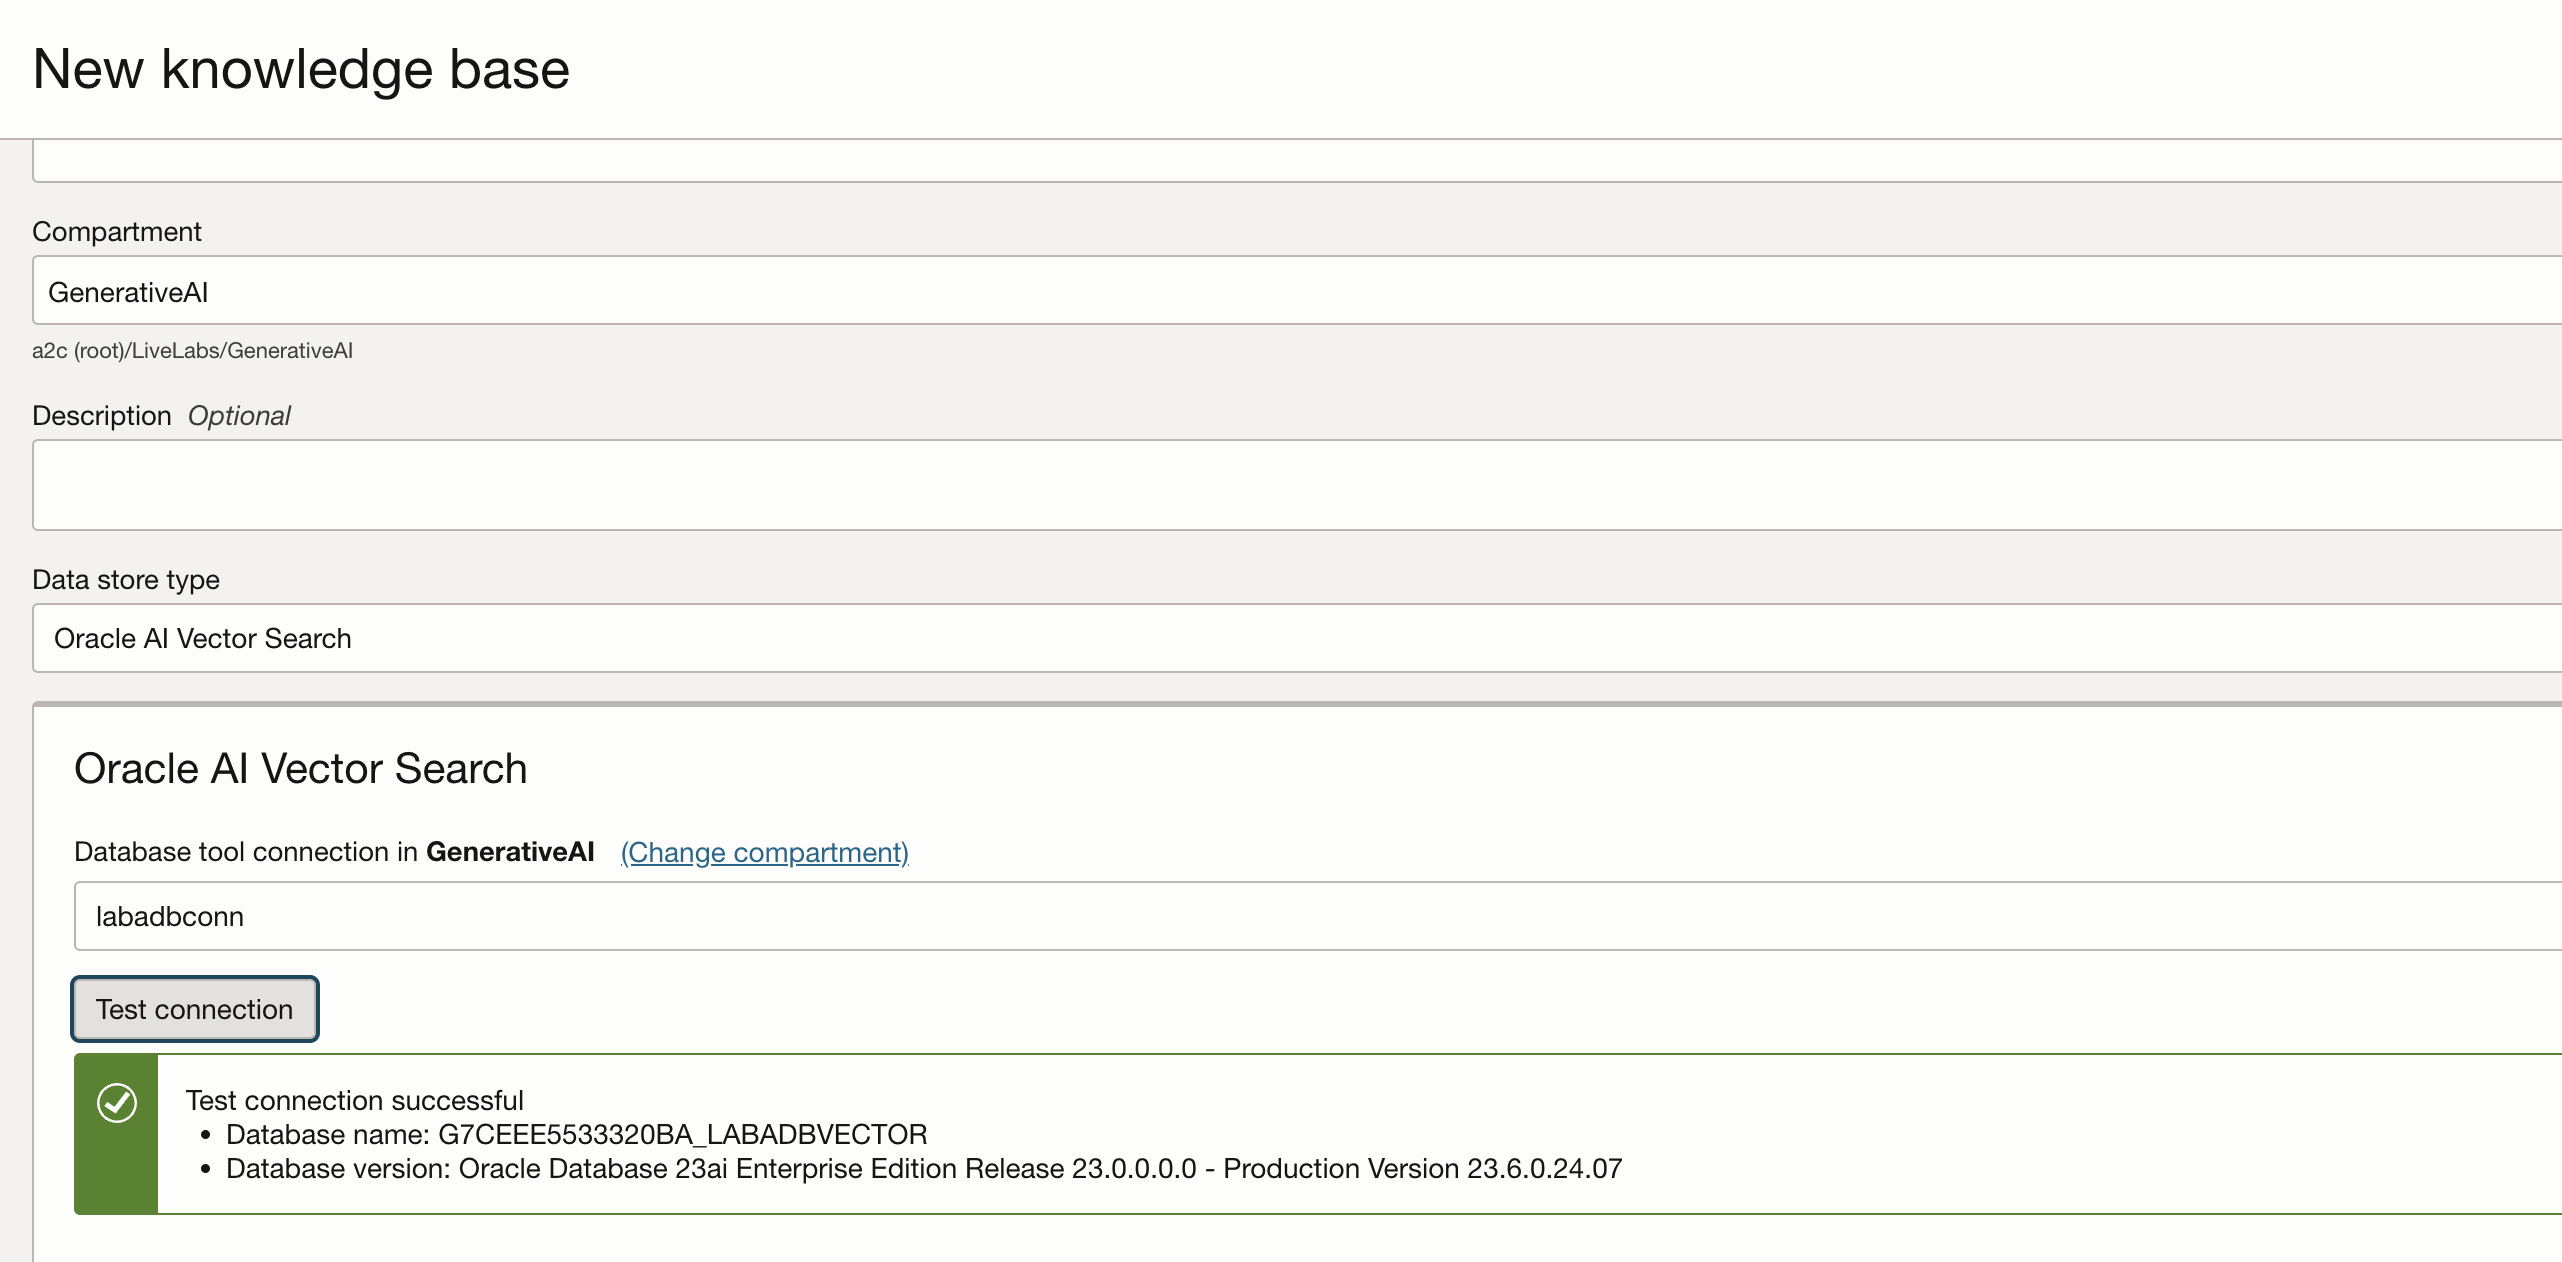 New knowledge base
Compartment
GenerativeAI
a2c (root)/LiveLabs/GenerativeAI
Description Optional
Data store type
Oracle AI Vector Search
Oracle AI Vector Search
Database tool connection in GenerativeAI (Change compartment)
labadbconn
Test connection
Test connection successful
• Database name: G7CEEE5533320BA_LABADBVECTOR
• Database version: Oracle Database 23ai Enterprise Edition Release 23.0.0.0.0 - Production Version 23.6.0.24.07